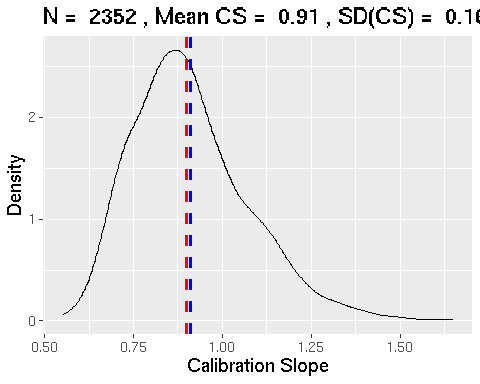 N = 2352 , Mean CS = 0.91 , SD(CS) = 0.16
Density
2
1
0
0.50 0.75 1.00 1.25 1.50
Calibration Slope